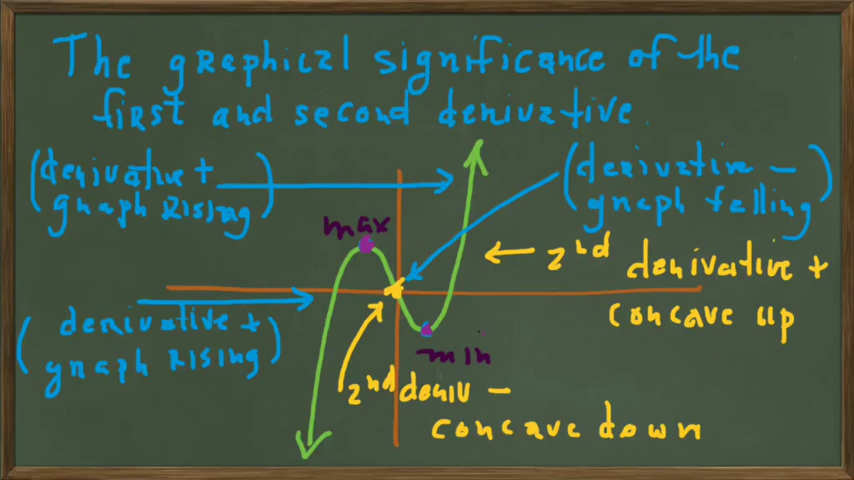 The graphical significance of the
first and second derivative.
(derivative +
graph Rising)
(derivative -
graph falling)
max
2nd derivative +
concave up
(derivative +
graph Rising)
min
2nd deriv -
concave down